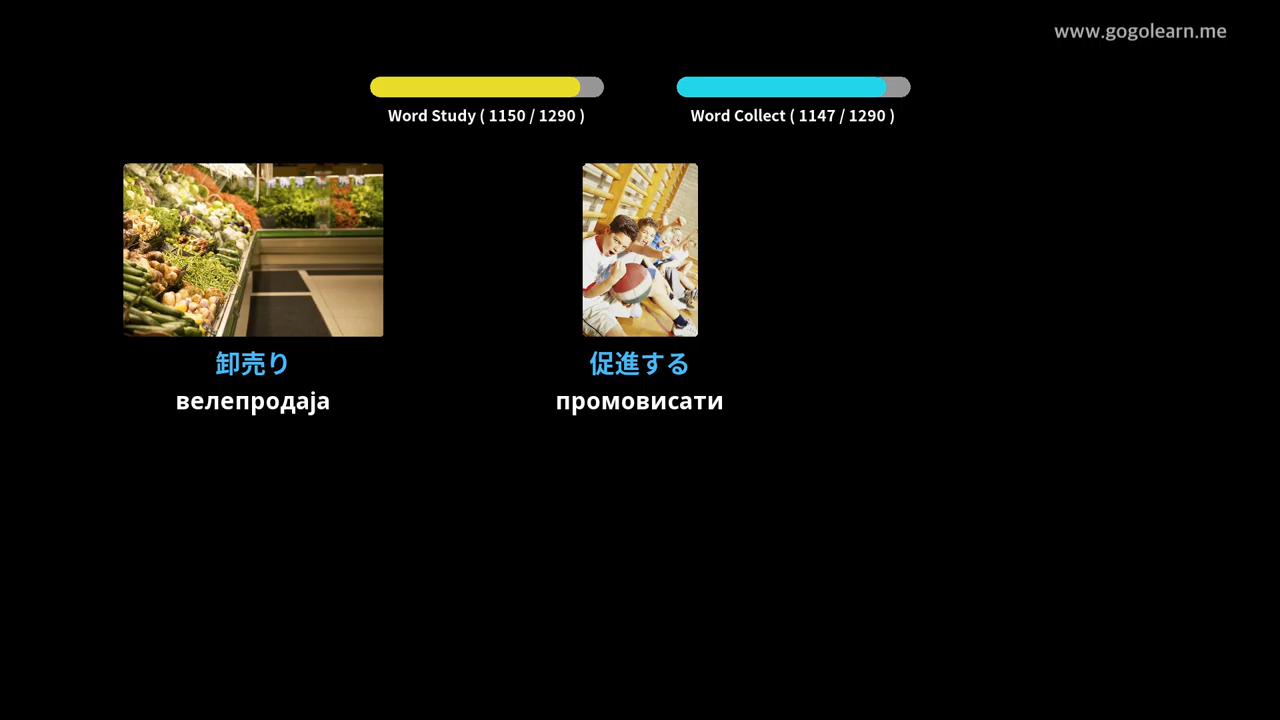 www.gogolearn.me
Word Study ( 1150 / 1290 )
Word Collect ( 1147 / 1290 )
卸売り
велепродаја
促進する
промовисати